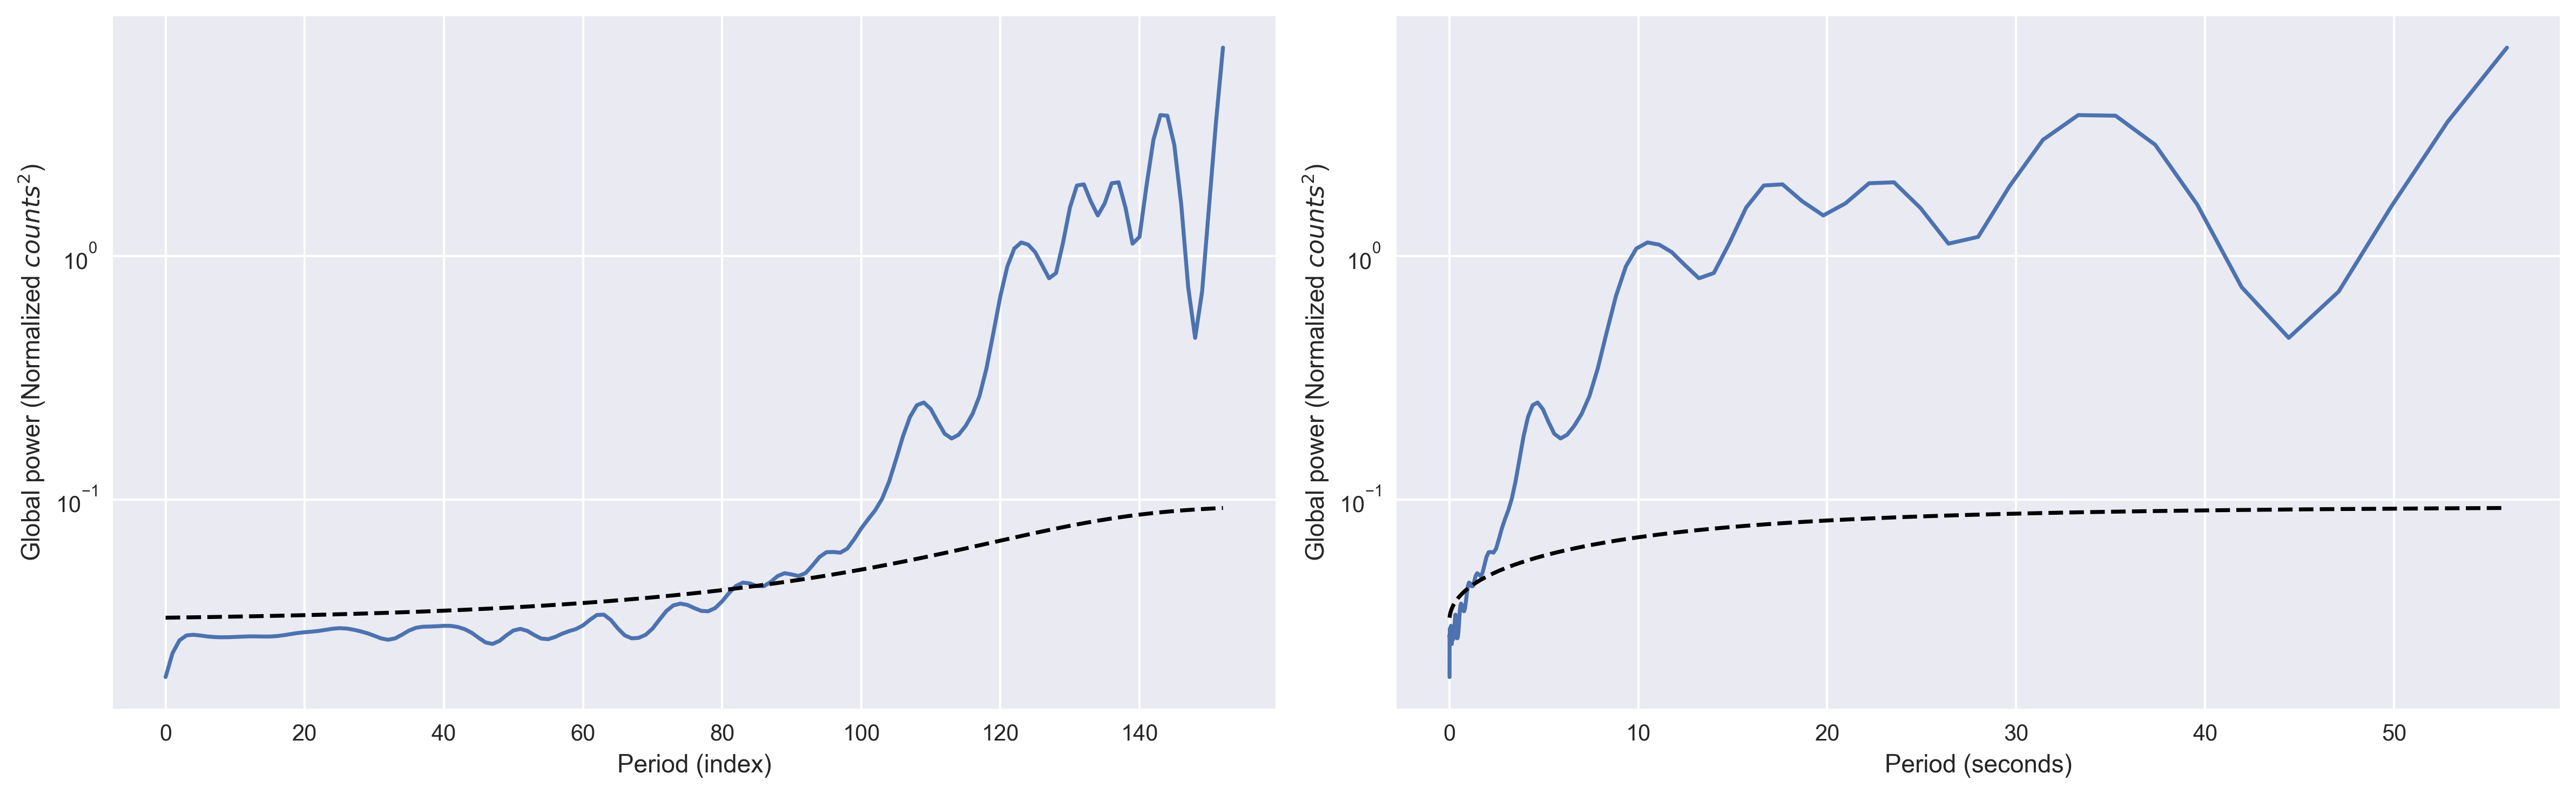 Global power (Normalized counts²)
10⁰
10⁻¹
0 20 40 60 80 100 120 140
Period (index)
Global power (Normalized counts²)
10⁰
10⁻¹
0 10 20 30 40 50
Period (seconds)